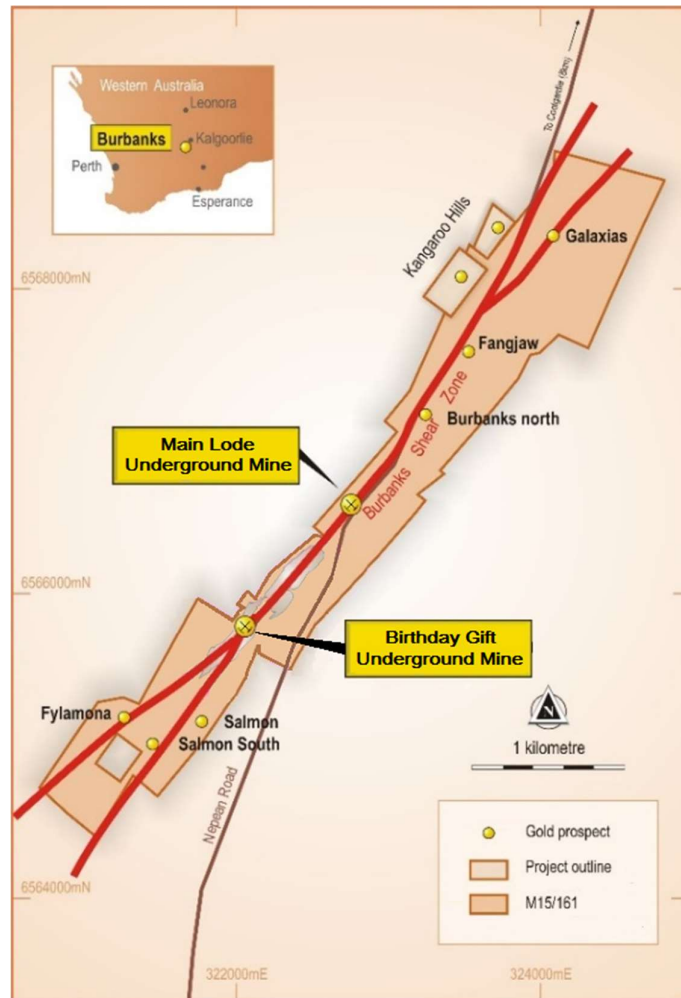 To Coolgardie (8km)
Western Australia
Leonora
Burbanks
Kalgoorlie
Perth
Esperance
Kangaroo Hills
Galaxias
6568000mN
Fangjaw
Burbanks north
Burbanks Shear Zone
Main Lode
Underground Mine
6566000mN
Birthday Gift
Underground Mine
Fylamona
Salmon
Salmon South
N
1 kilometre
Nepean Road
Gold prospect
Project outline
M15/161
6564000mN
322000mE
324000mE